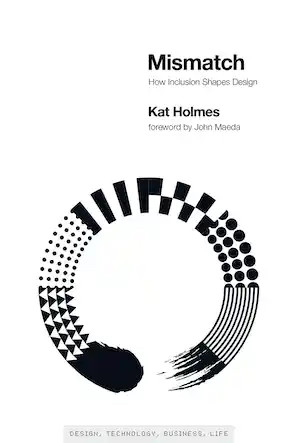 Mismatch
How Inclusion Shapes Design
Kat Holmes
foreword by John Maeda
DESIGN, TECHNOLOGY, BUSINESS, LIFE